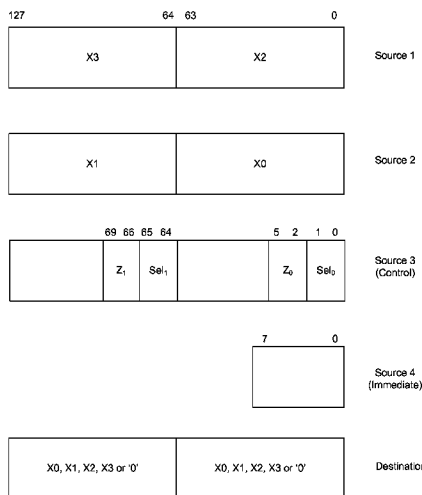 127 64 63 0
X3 X2 Source 1
X1 X0 Source 2
69 66 65 64 5 2 1 0
Z₁ Sel₁ Z₀ Sel₀ Source 3
(Control)
7 0
Source 4
(Immediate)
X0, X1, X2, X3 or '0' X0, X1, X2, X3 or '0' Destination